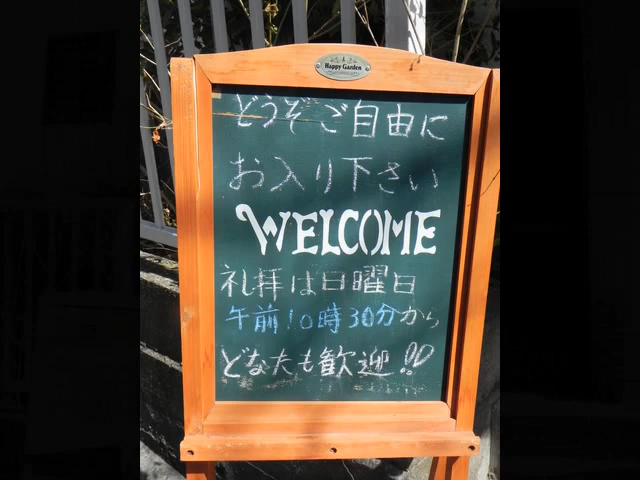 Happy Garden
どうぞご自由に
お入り下さい
WELCOME
礼拝は日曜日
午前10時30分から
どな夫も歓迎!!